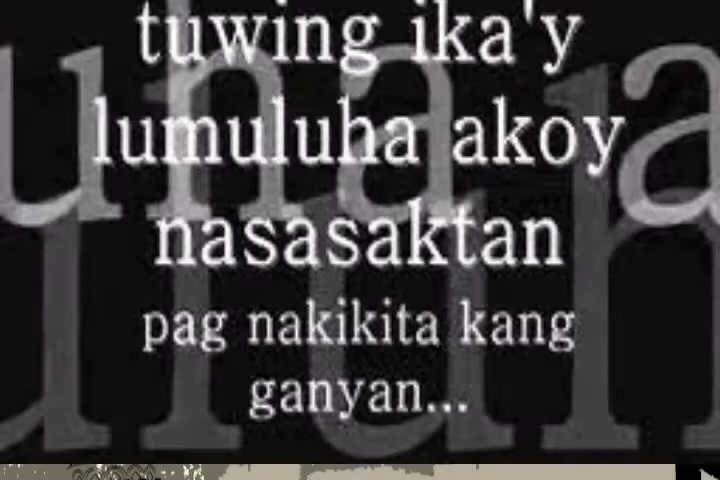 tuwing ika'y
lumuluha akoy
nasasaktan
pag nakikita kang
ganyan...